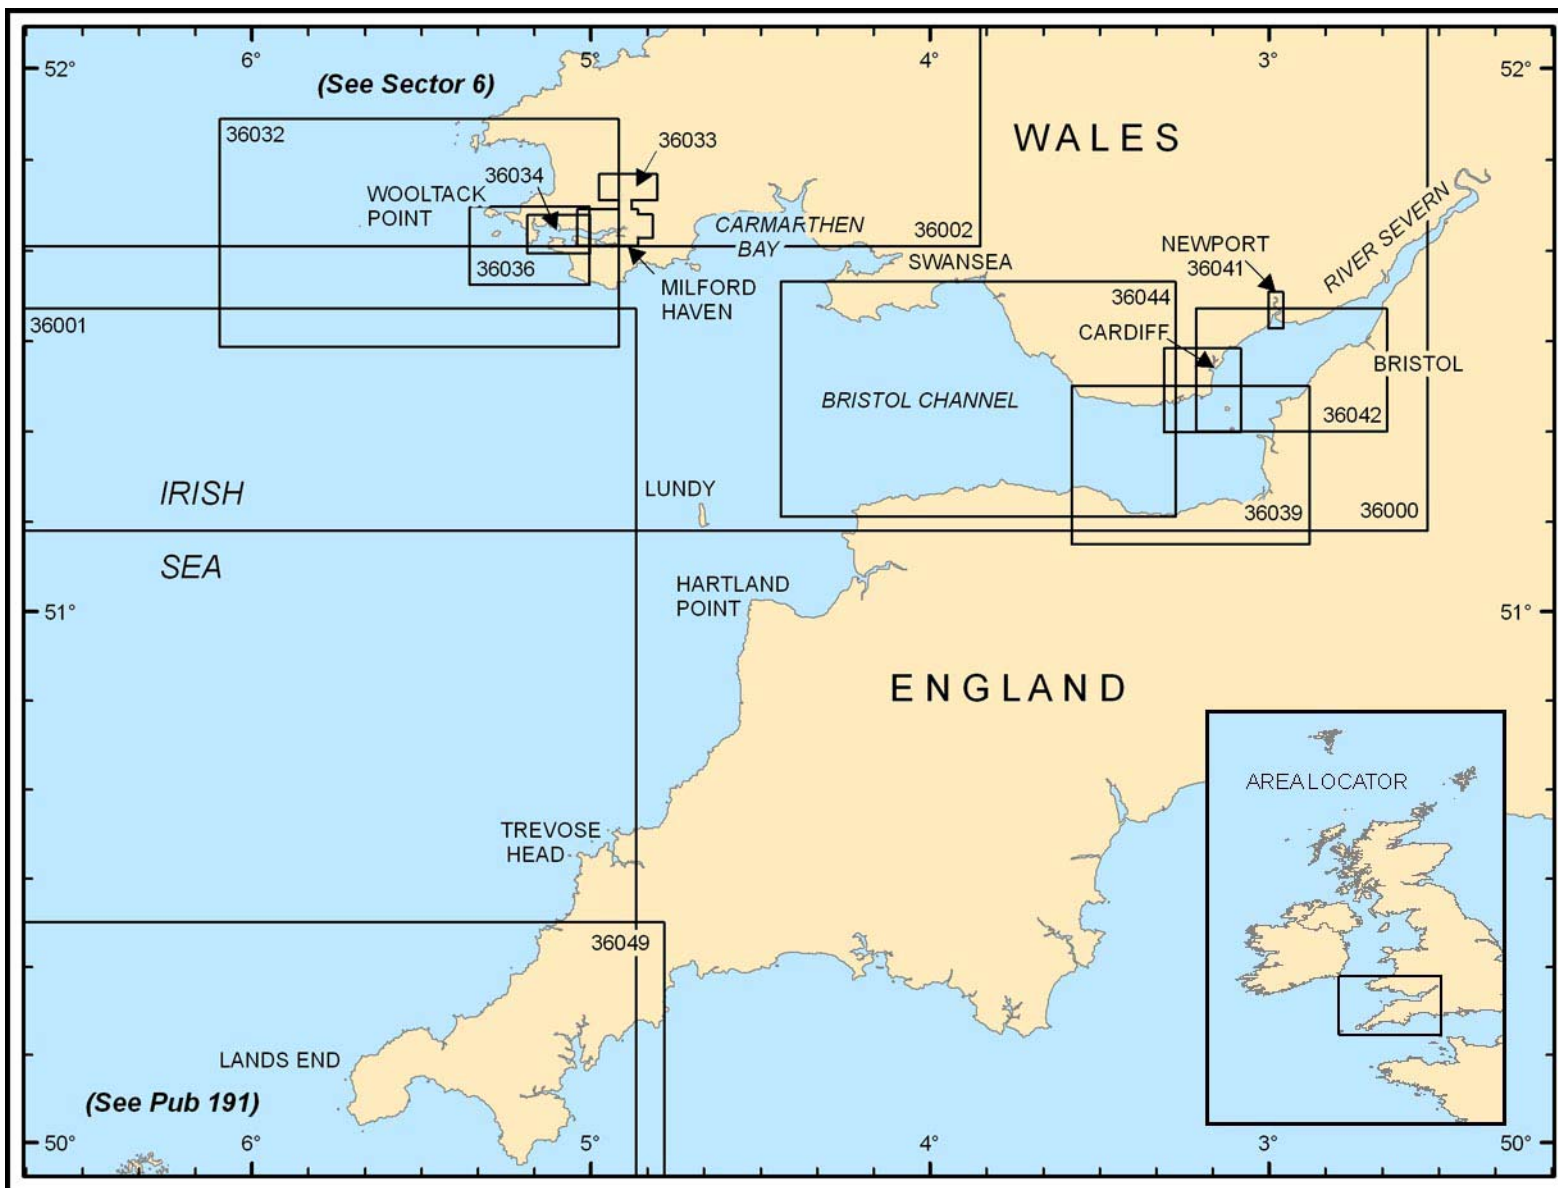 6°
5°
4°
3°
52°
52°
(See Sector 6)
36032
36033
WALES
36034
WOOLTACK
POINT
CARMARTHEN
BAY
36002
RIVER SEVERN
NEWPORT
36041
SWANSEA
36036
MILFORD
HAVEN
36044
36001
CARDIFF
BRISTOL
BRISTOL CHANNEL
36042
IRISH
SEA
LUNDY
36039
36000
HARTLAND
POINT
51°
51°
ENGLAND
AREA LOCATOR
TREVOSE
HEAD
36049
LANDS END
(See Pub 191)
50°
50°
6°
5°
4°
3°